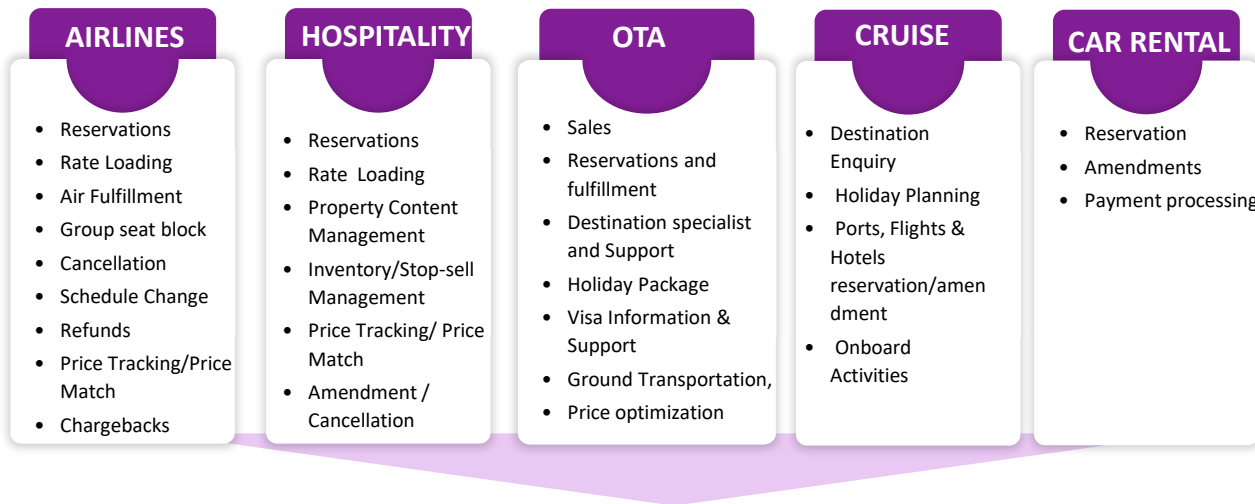 AIRLINES
• Reservations
• Rate Loading
• Air Fulfillment
• Group seat block
• Cancellation
• Schedule Change
• Refunds
• Price Tracking/Price
Match
• Chargebacks
HOSPITALITY
• Reservations
• Rate Loading
• Property Content
Management
• Inventory/Stop-sell
Management
• Price Tracking/ Price
Match
• Amendment /
Cancellation
OTA
• Sales
• Reservations and
fulfillment
• Destination specialist
and Support
• Holiday Package
• Visa Information &
Support
• Ground Transportation,
• Price optimization
CRUISE
• Destination
Enquiry
• Holiday Planning
• Ports, Flights &
Hotels
reservation/amen
dment
• Onboard
Activities
CAR RENTAL
• Reservation
• Amendments
• Payment processing